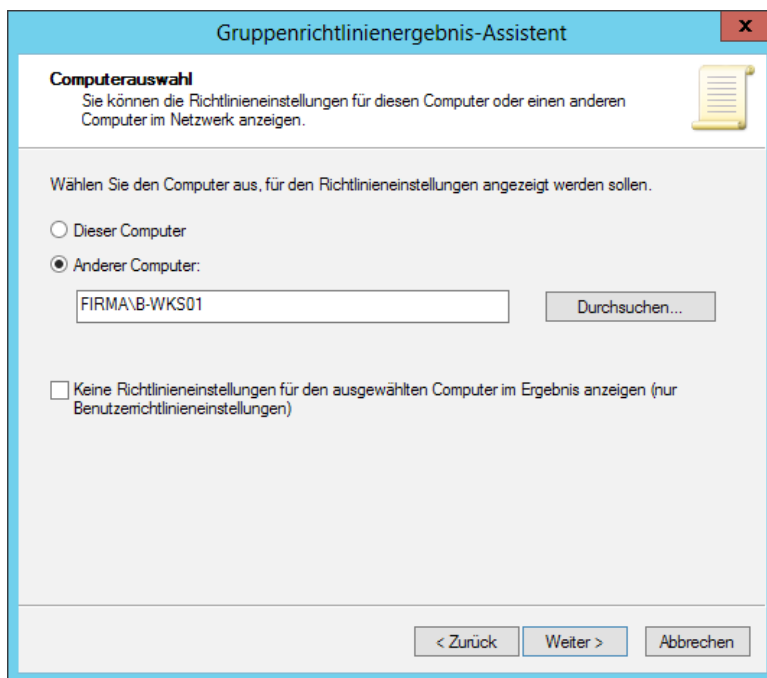 Gruppenrichtlinienergebnis-Assistent
x
Computerauswahl
Sie können die Richtlinieneinstellungen für diesen Computer oder einen anderen
Computer im Netzwerk anzeigen.
Wählen Sie den Computer aus, für den Richtlinieneinstellungen angezeigt werden sollen.
Dieser Computer
Anderer Computer:
FIRMA\B-WKS01
Durchsuchen...
Keine Richtlinieneinstellungen für den ausgewählten Computer im Ergebnis anzeigen (nur
Benutzerrichtlinieneinstellungen)
< Zurück
Weiter >
Abbrechen